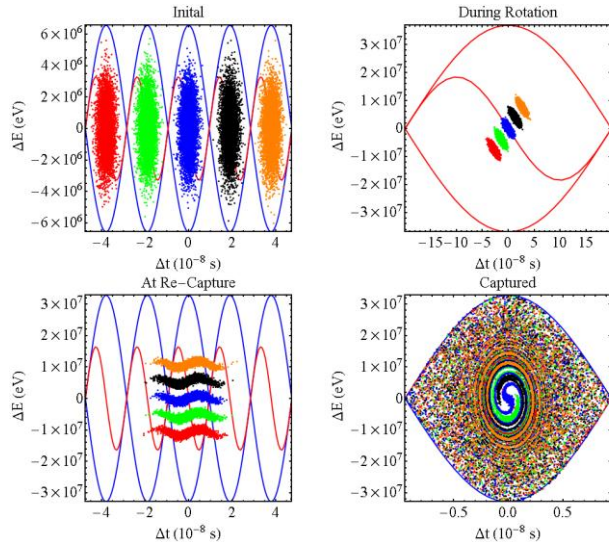 Inital
6×10⁶
4×10⁶
2×10⁶
0
−2×10⁶
−4×10⁶
−6×10⁶
ΔE (eV)
−4 −2 0 2 4
Δt (10⁻⁸ s)
During Rotation
3×10⁷
2×10⁷
1×10⁷
0
−1×10⁷
−2×10⁷
−3×10⁷
ΔE (eV)
−15 −10 −5 0 5 10 15
Δt (10⁻⁸ s)
At Re−Capture
3×10⁷
2×10⁷
1×10⁷
0
−1×10⁷
−2×10⁷
−3×10⁷
ΔE (eV)
−4 −2 0 2 4
Δt (10⁻⁸ s)
Captured
3×10⁷
2×10⁷
1×10⁷
0
−1×10⁷
−2×10⁷
−3×10⁷
ΔE (eV)
−0.5 0.0 0.5
Δt (10⁻⁸ s)